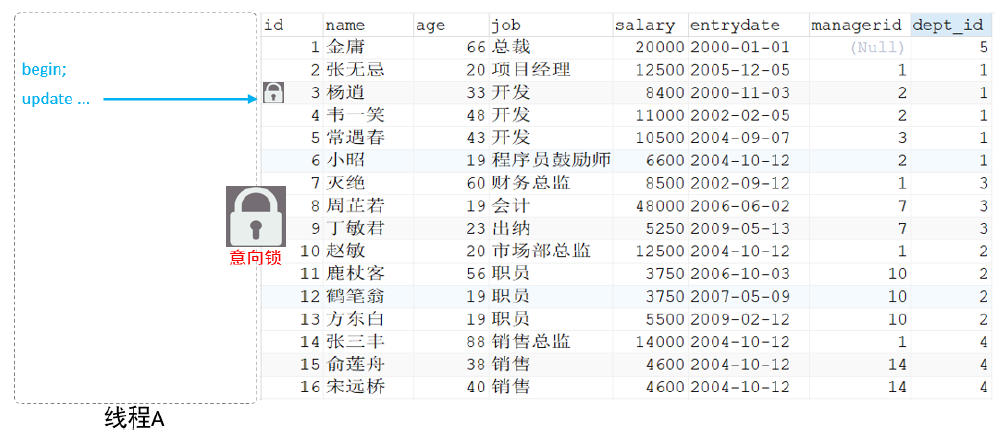 id name age job salary entrydate managerid dept_id
1 金庸 66 总裁 20000 2000-01-01 (Null) 5
begin;
2 张无忌 20 项目经理 12500 2005-12-05 1 1
update ...
3 杨逍 33 开发 8400 2000-11-03 2 1
4 韦一笑 48 开发 11000 2002-02-05 2 1
5 常遇春 43 开发 10500 2004-09-07 3 1
6 小昭 19 程序员鼓励师 6600 2004-10-12 2 1
7 灭绝 60 财务总监 8500 2002-09-12 1 3
8 周芷若 19 会计 48000 2006-06-02 7 3
9 丁敏君 23 出纳 5250 2009-05-13 7 3
意向锁
10 赵敏 20 市场部总监 12500 2004-10-12 1 2
11 鹿杖客 56 职员 3750 2006-10-03 10 2
12 鹤笔翁 19 职员 3750 2007-05-09 10 2
13 方东白 19 职员 5500 2009-02-12 10 2
14 张三丰 88 销售总监 14000 2004-10-12 1 4
15 俞莲舟 38 销售 4600 2004-10-12 14 4
16 宋远桥 40 销售 4600 2004-10-12 14 4
线程A